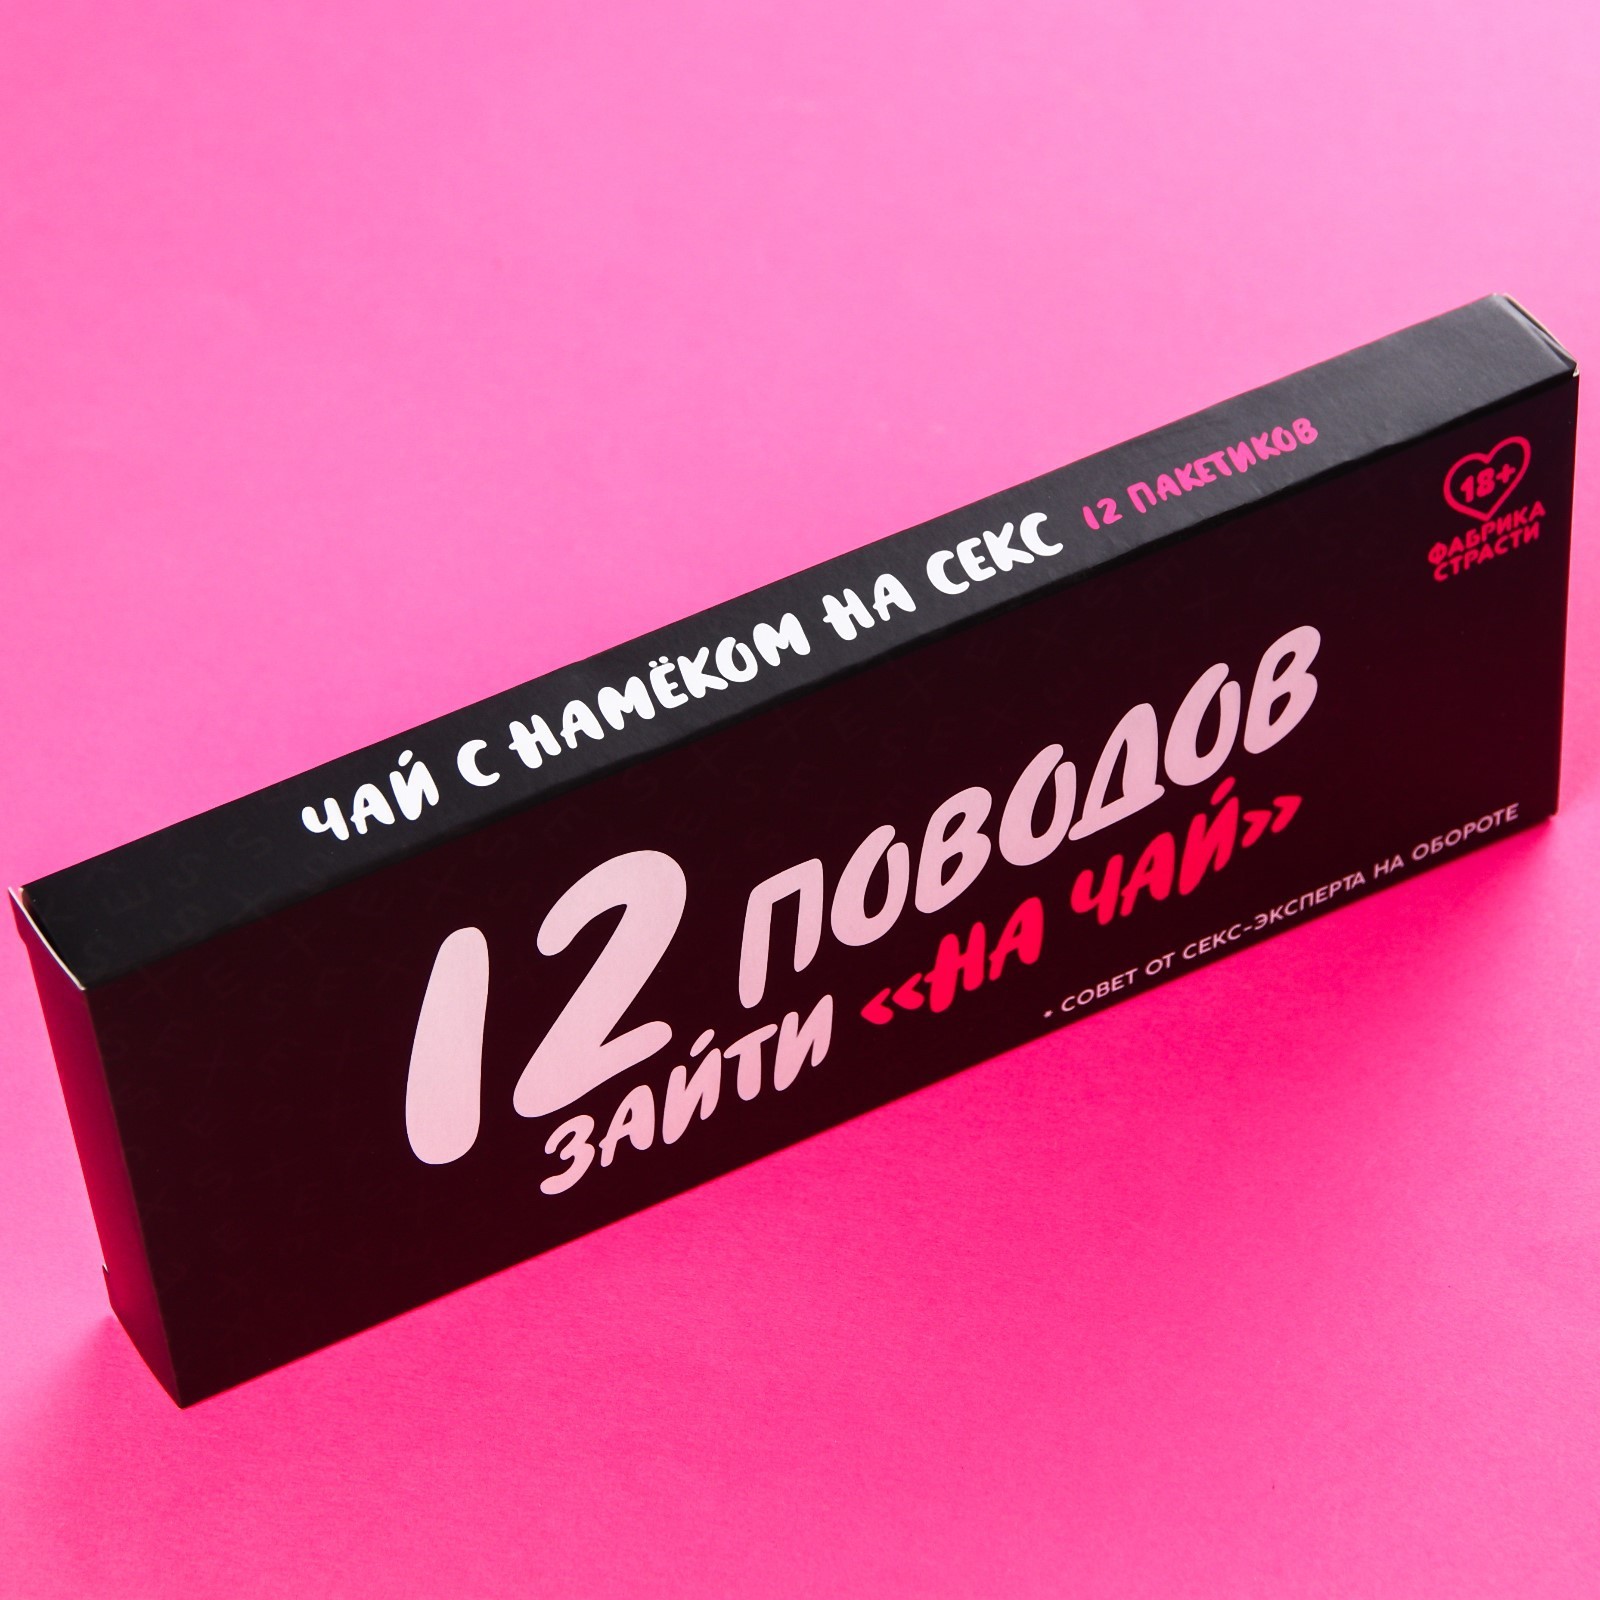 ЧАЙ С НАМЁКОМ НА СЕКС 12 ПАКЕТИКОВ
18+
ФАБРИКА
СТРАСТИ
12 ПОВОДОВ
ЗАЙТИ «НА ЧАЙ»
• СОВЕТ ОТ СЕКС-ЭКСПЕРТА НА ОБОРОТЕ